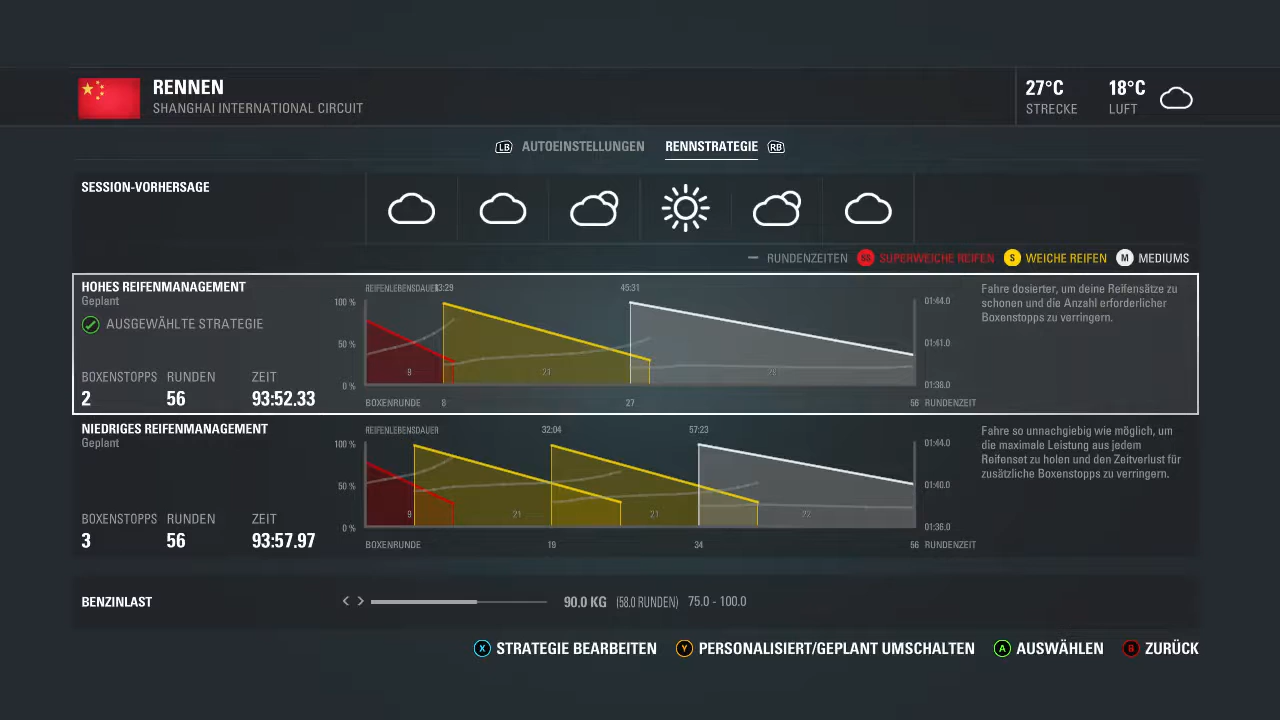 RENNEN
SHANGHAI INTERNATIONAL CIRCUIT
27°C
STRECKE
18°C
LUFT
LB AUTOEINSTELLUNGEN RENNSTRATEGIE RB
SESSION-VORHERSAGE
RUNDENZEITEN SS SUPERWEICHE REIFEN S WEICHE REIFEN M MEDIUMS
HOHES REIFENMANAGEMENT
Geplant
AUSGEWÄHLTE STRATEGIE
BOXENSTOPPS RUNDEN ZEIT
2 56 93:52.33
REIFENLEBENSDAUER 13:29 45:31
100 % 01:44.0
50 % 01:41.0
21
0 % 01:38.0
BOXENRUNDE 8 27 56 RUNDENZEIT
Fahre dosierter, um deine Reifensätze zu
schonen und die Anzahl erforderlicher
Boxenstopps zu verringern.
NIEDRIGES REIFENMANAGEMENT
Geplant
BOXENSTOPPS RUNDEN ZEIT
3 56 93:57.97
REIFENLEBENSDAUER 32:04 57:23
100 % 01:44.0
50 % 01:40.0
9 21 21 22
0 % 01:36.0
BOXENRUNDE 19 34 56 RUNDENZEIT
Fahre so unnachgiebig wie möglich, um
die maximale Leistung aus jedem
Reifenset zu holen und den Zeitverlust für
zusätzliche Boxenstopps zu verringern.
BENZINLAST
90.0 KG (58.0 RUNDEN) 75.0 - 100.0
X STRATEGIE BEARBEITEN Y PERSONALISIERT/GEPLANT UMSCHALTEN A AUSWÄHLEN B ZURÜCK